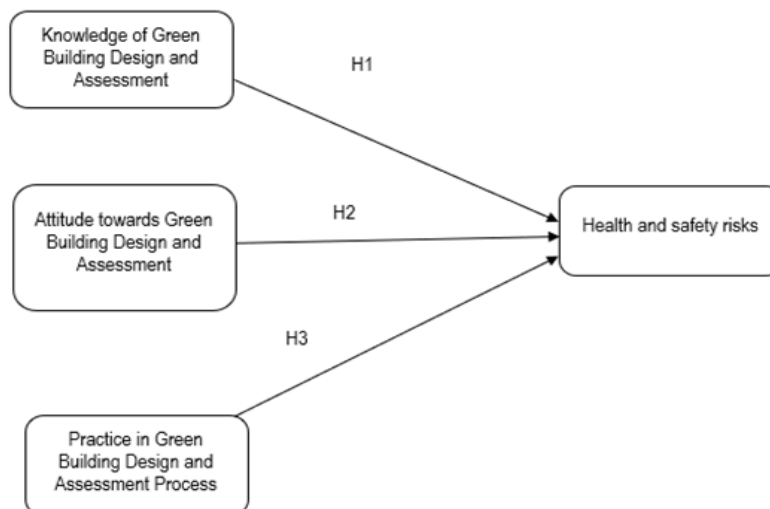 Knowledge of Green
Building Design and
Assessment
H1
Attitude towards Green
Building Design and
Assessment
H2
Health and safety risks
H3
Practice in Green
Building Design and
Assessment Process